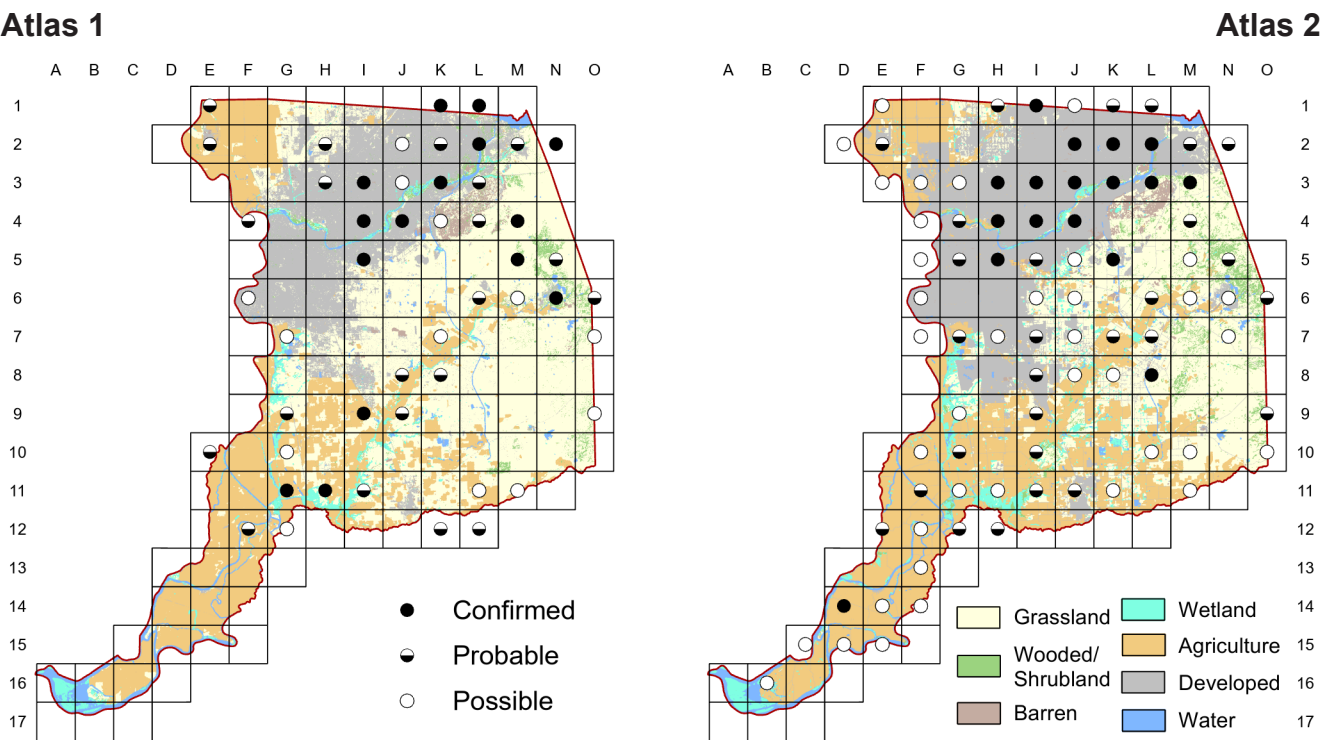 Atlas 1
Atlas 2
A B C D E F G H I J K L M N O
A B C D E F G H I J K L M N O
1 1
2 2
3 3
4 4
5 5
6 6
7 7
8 8
9 9
10 10
11 11
12 12
13 13
14 14
15 15
16 16
17 17
Confirmed
Probable
Possible
Grassland
Wooded/
Shrubland
Barren
Wetland
Agriculture
Developed
Water